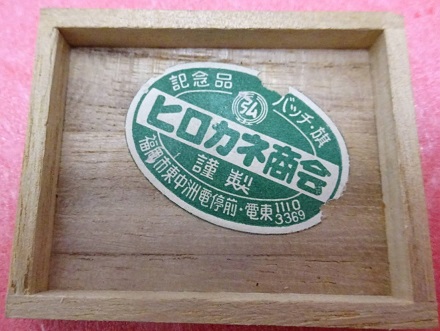 記念品
弘
バッチ・旗
ヒロカネ商会
謹製
福岡市東中洲電停前・電東1110
3369